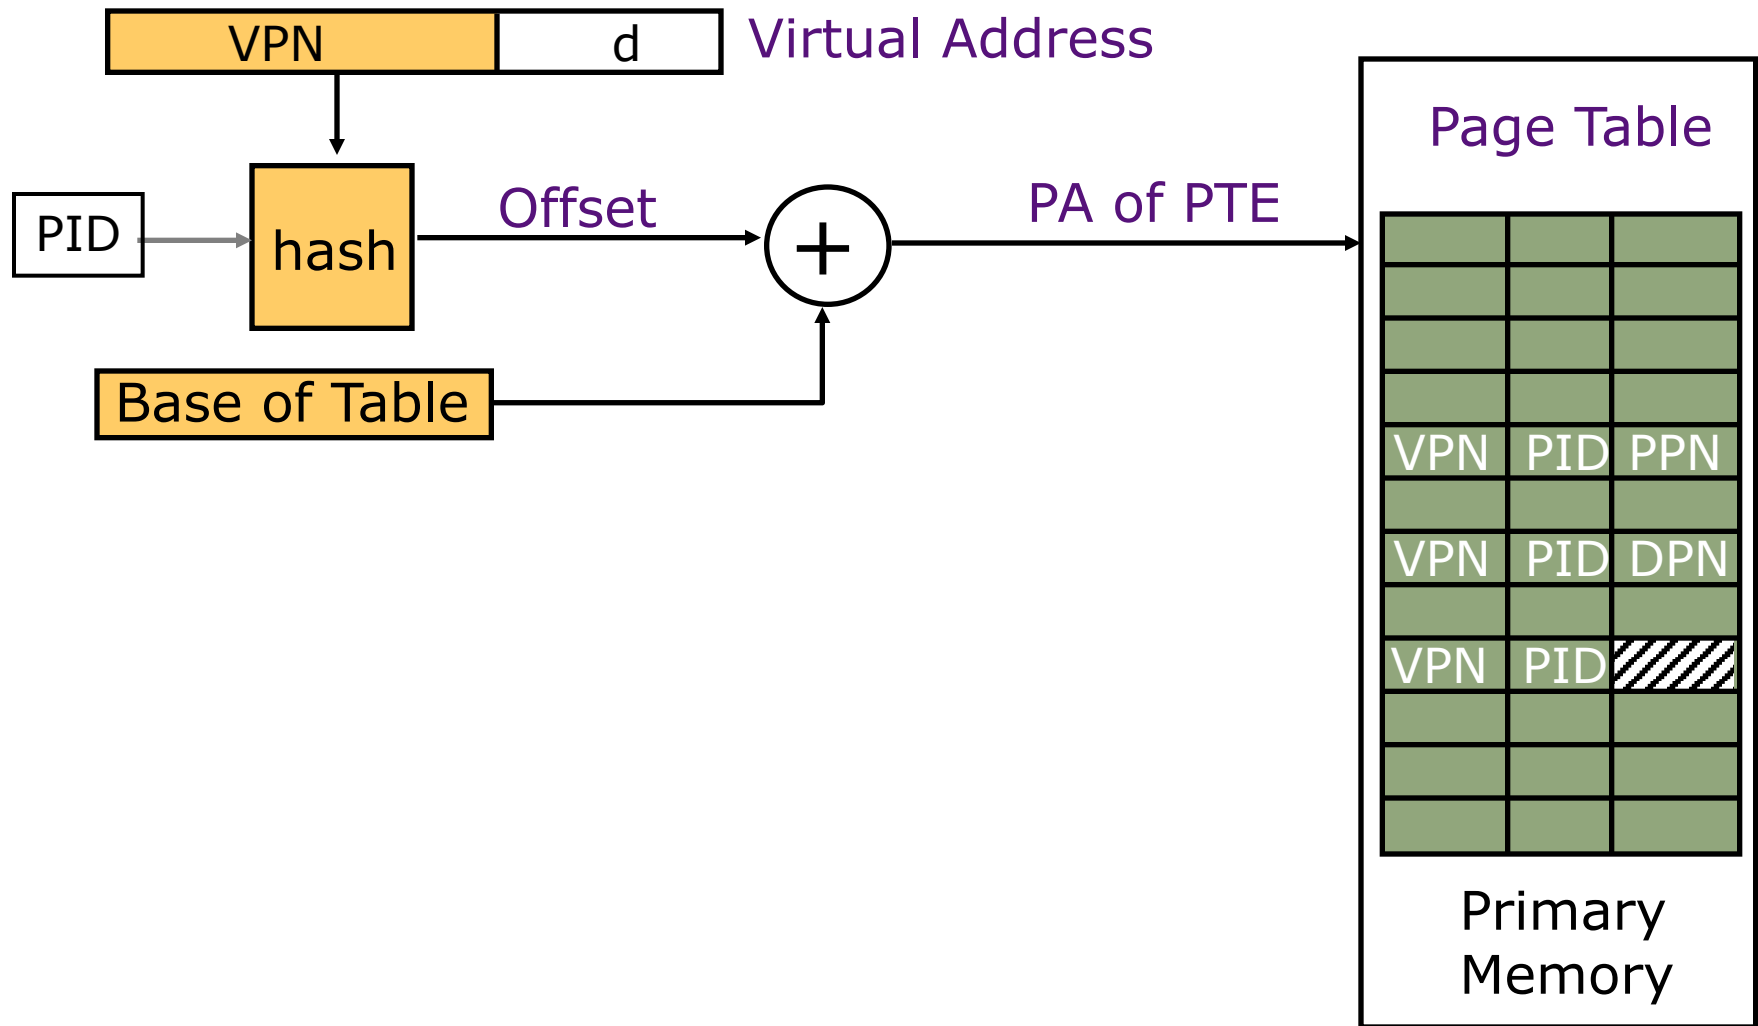 VPN d Virtual Address
Page Table
PID hash Offset + PA of PTE
Base of Table
VPN PID PPN
VPN PID DPN
VPN PID
Primary
Memory